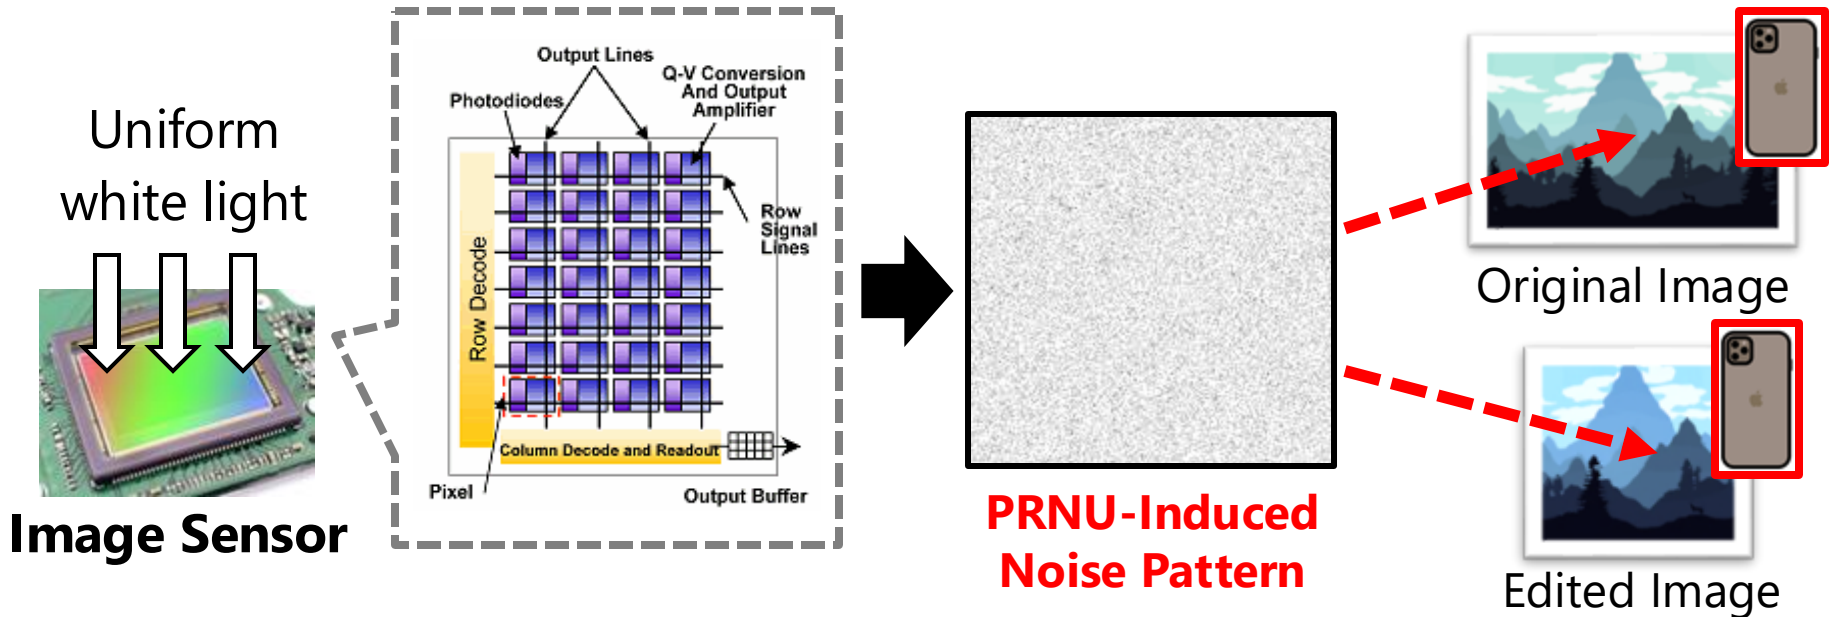 Uniform
white light
Image Sensor
Output Lines
Q-V Conversion
And Output
Amplifier
Photodiodes
Row
Signal
Lines
Row Decode
Column Decode and Readout
Pixel
Output Buffer
PRNU-Induced
Noise Pattern
Original Image
Edited Image